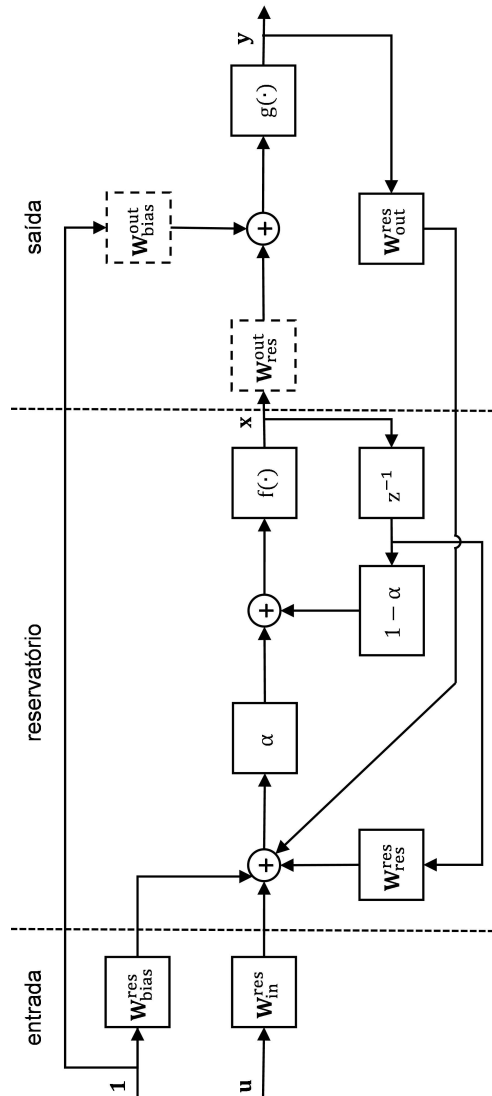 entrada
reservatório
saída
1
u
W^res_bias
W^res_in
W^out_bias
α
f(·)
x
W^out_res
+
+
+
g(·)
y
1 − α
z⁻¹
W^res_res
W^res_out